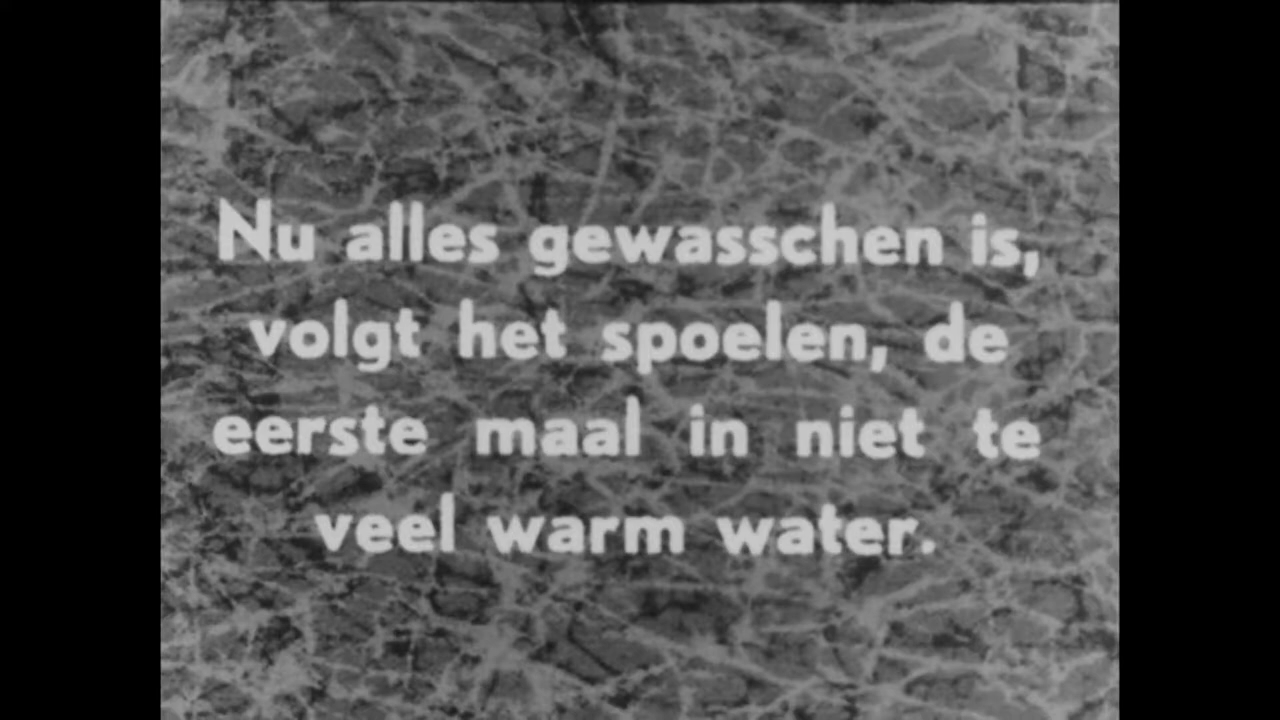 Nu alles gewasschen is,
volgt het spoelen, de
eerste maal in niet te
veel warm water.